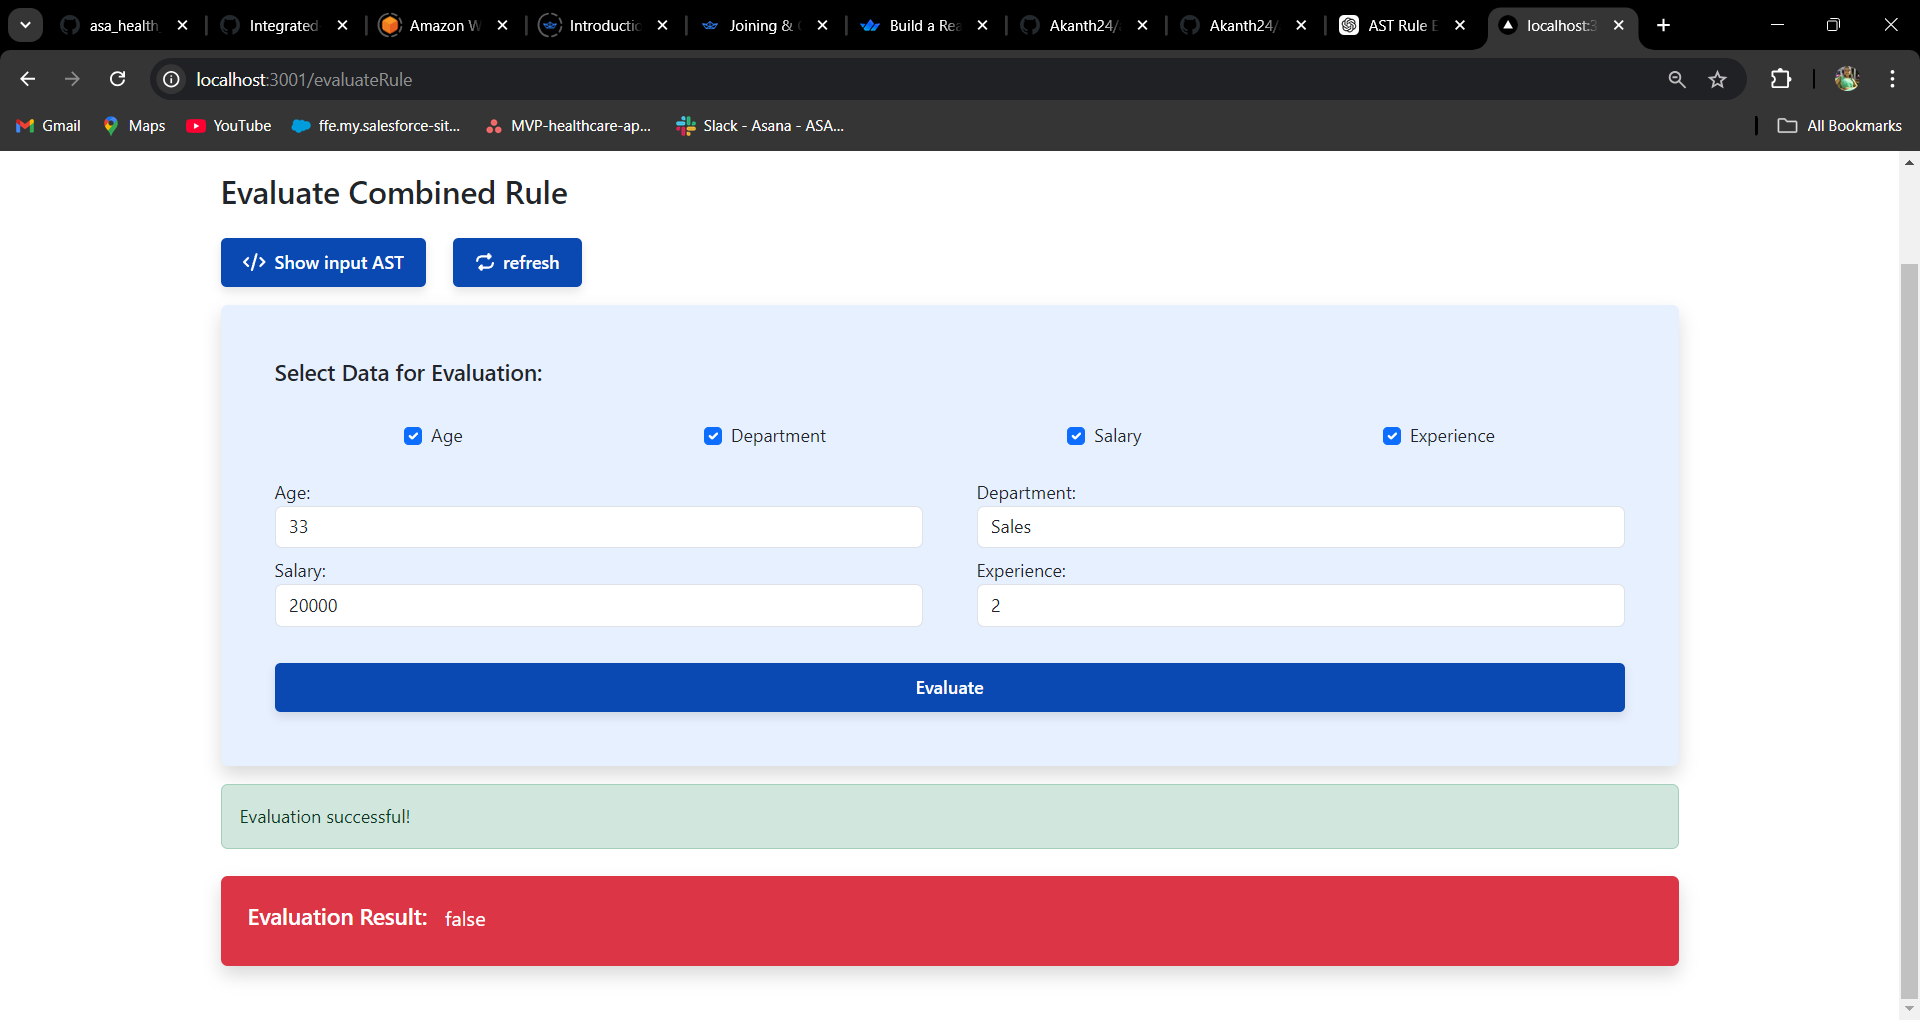 asa_health
Integrated
Amazon W
Introductic
Joining &
Build a Rea
Akanth24/
Akanth24/
AST Rule E
localhost:3
localhost:3001/evaluateRule
Gmail
Maps
YouTube
ffe.my.salesforce-sit...
MVP-healthcare-ap...
Slack - Asana - ASA...
All Bookmarks
Evaluate Combined Rule
</> Show input AST
refresh
Select Data for Evaluation:
Age
Department
Salary
Experience
Age:
Department:
33
Sales
Salary:
Experience:
20000
2
Evaluate
Evaluation successful!
Evaluation Result: false